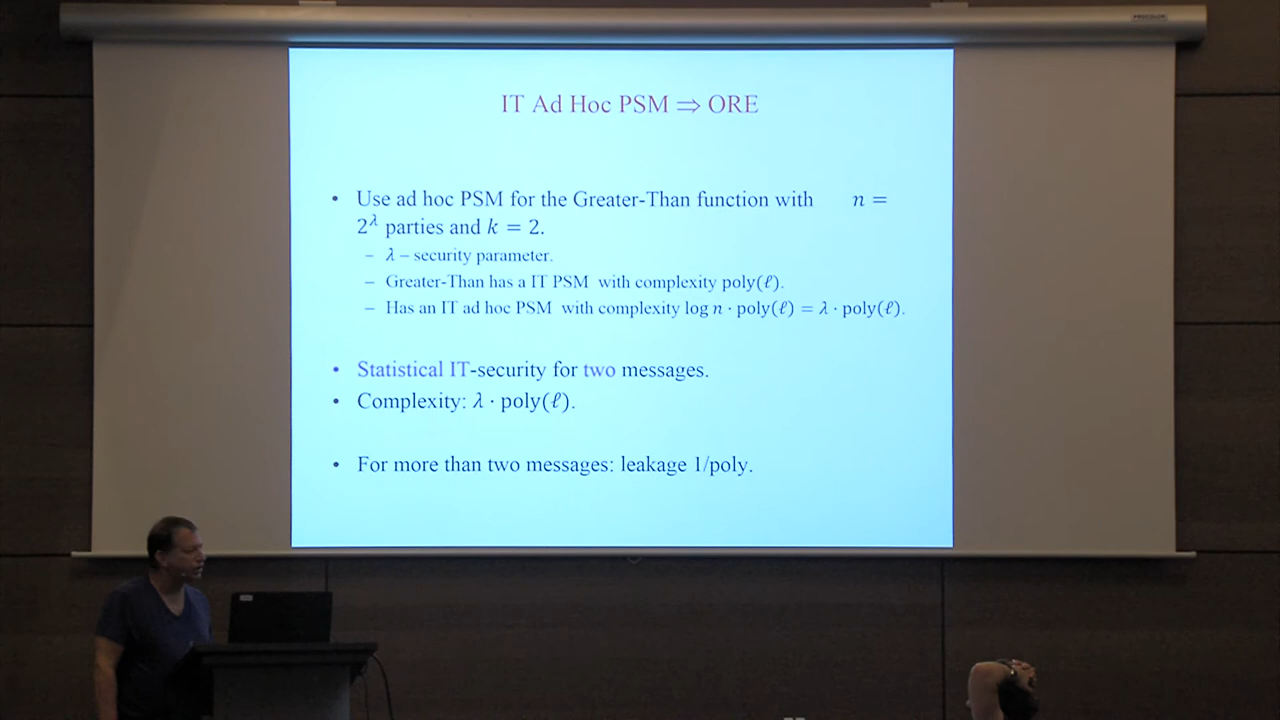 IT Ad Hoc PSM ⇒ ORE
• Use ad hoc PSM for the Greater-Than function with n =
2^λ parties and k = 2.
– λ – security parameter.
– Greater-Than has a IT PSM with complexity poly(ℓ).
– Has an IT ad hoc PSM with complexity log n · poly(ℓ) = λ · poly(ℓ).
• Statistical IT-security for two messages.
• Complexity: λ · poly(ℓ).
• For more than two messages: leakage 1/poly.